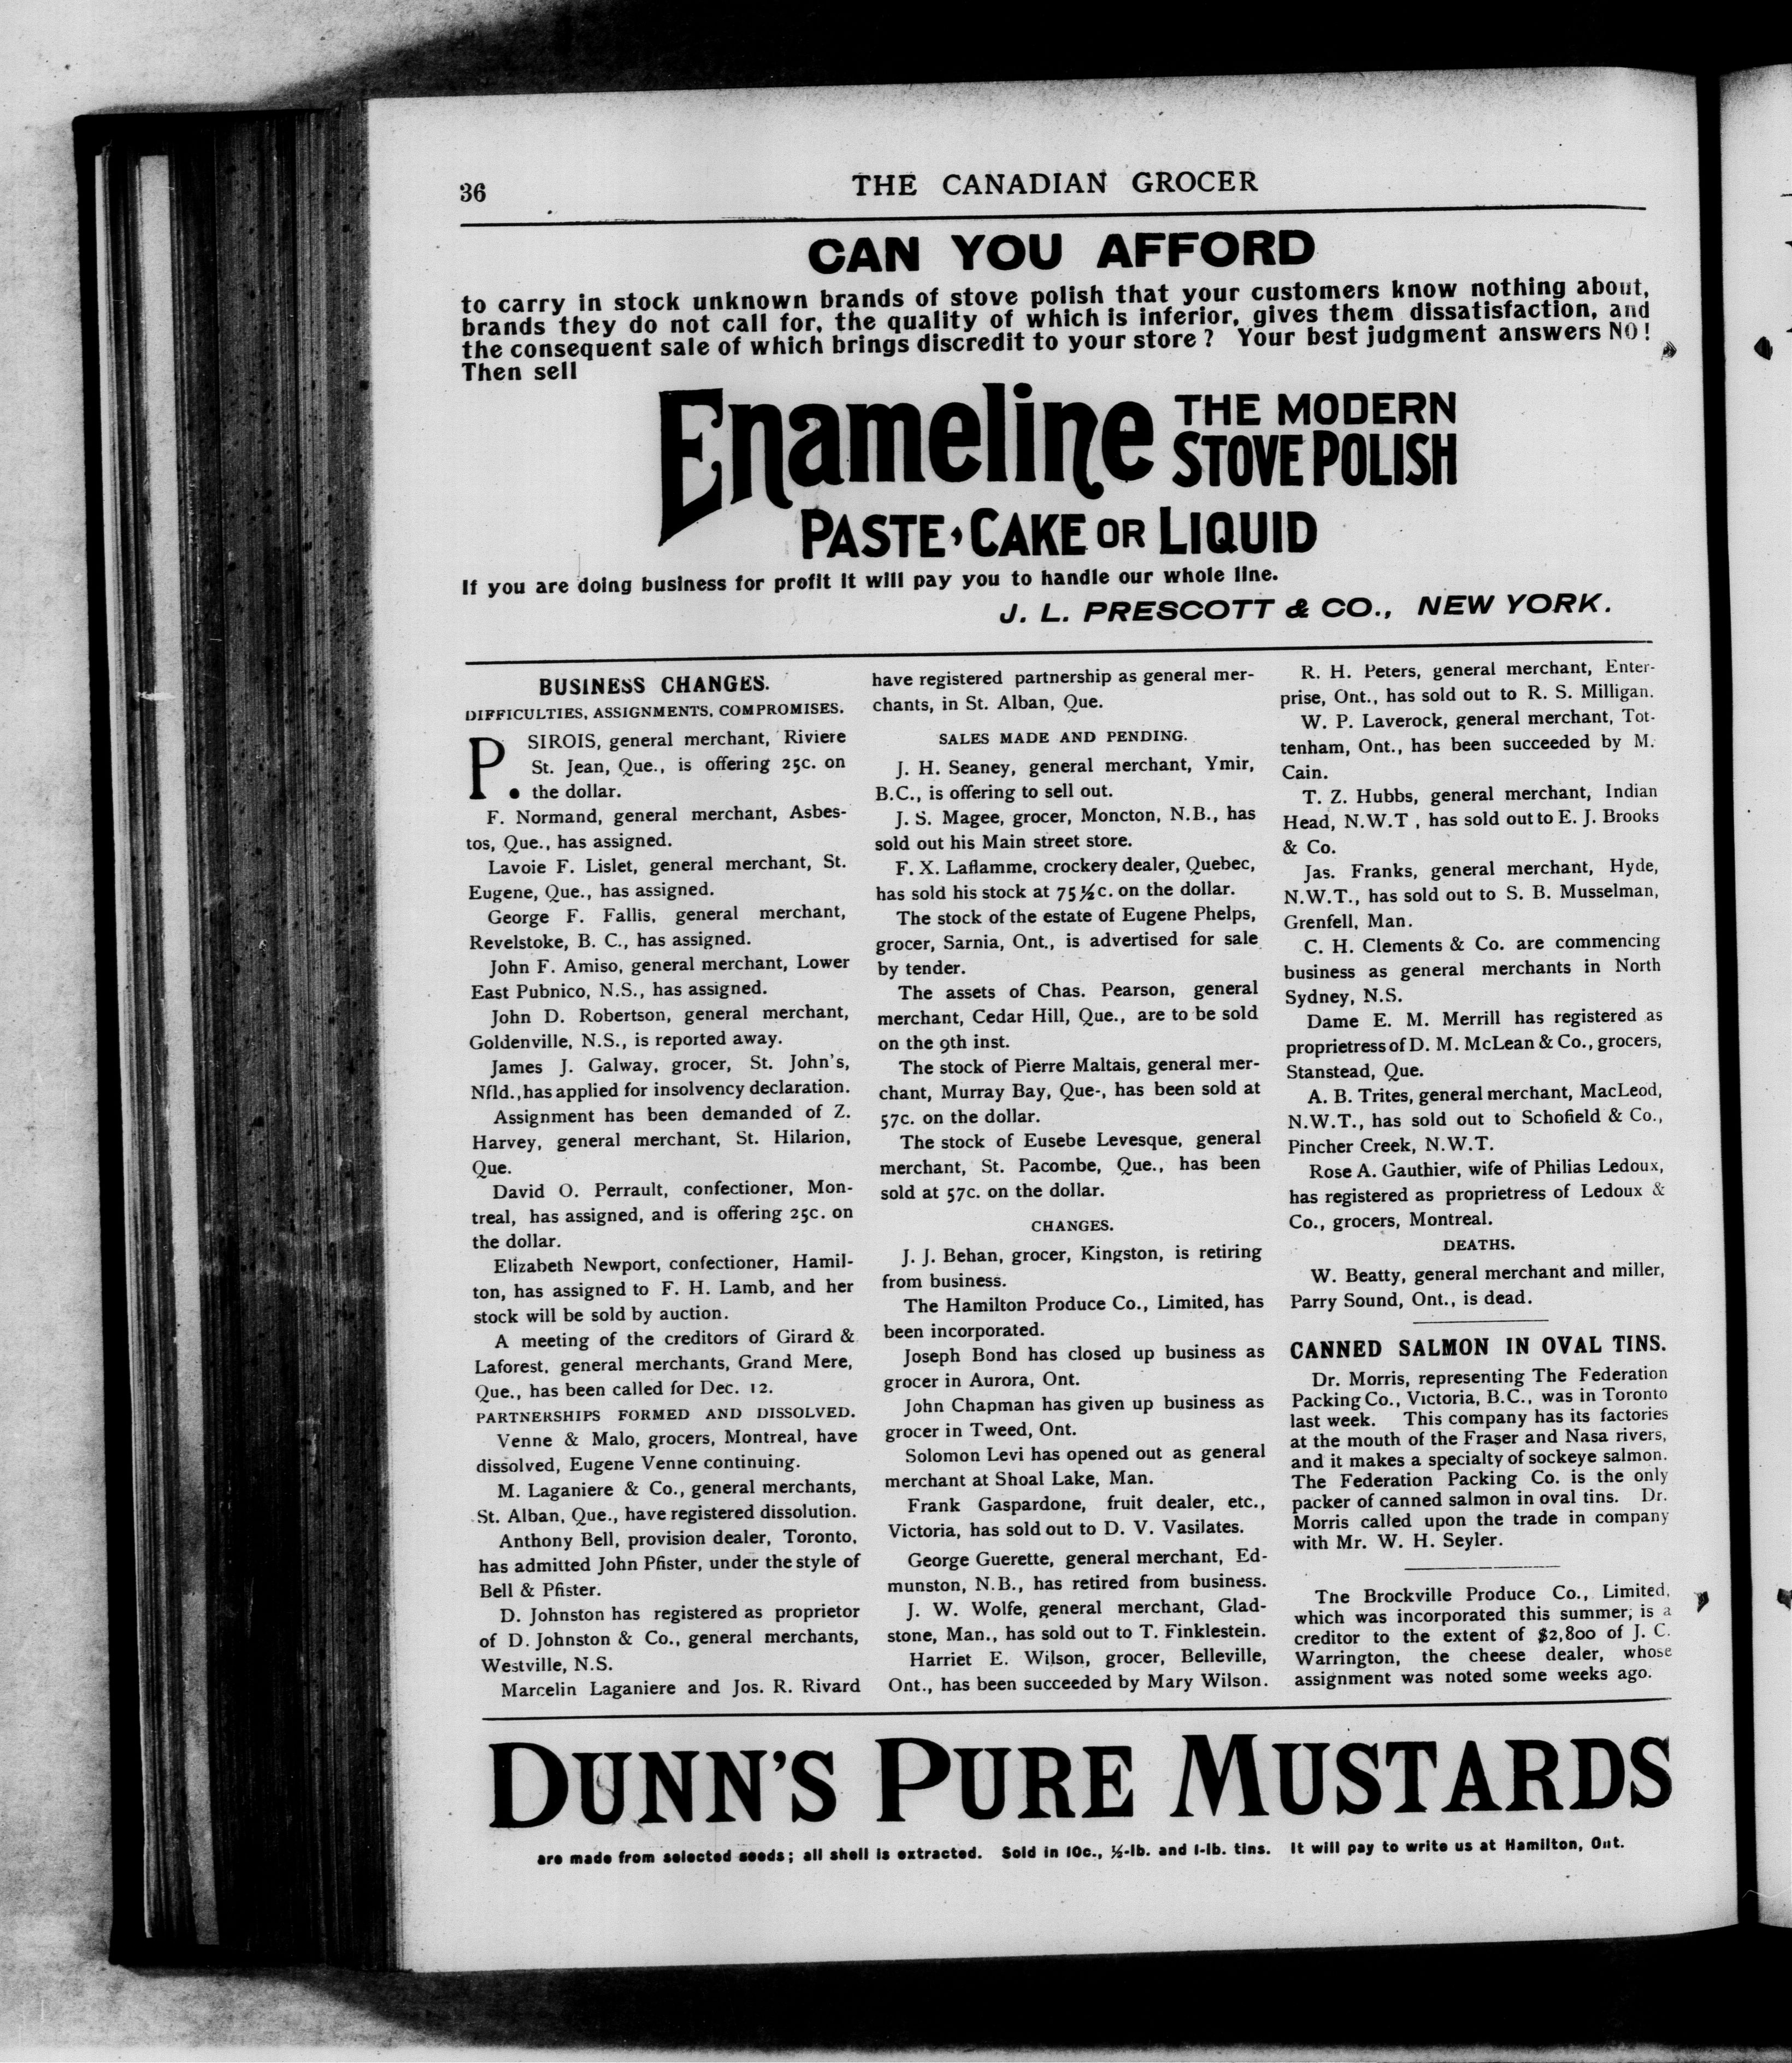 36
THE CANADIAN GROCER
CAN YOU AFFORD
to carry in stock unknown brands of stove polish that your customers know nothing about,
brands they do not call for, the quality of which is inferior, gives them dissatisfaction, and
the consequent sale of which brings discredit to your store ? Your best judgment answers NO!
Then sell
Enameline THE MODERN
STOVE POLISH
PASTE, CAKE OR LIQUID
If you are doing business for profit it will pay you to handle our whole line.
J. L. PRESCOTT & CO., NEW YORK.
BUSINESS CHANGES.
DIFFICULTIES, ASSIGNMENTS, COMPROMISES.
P. SIROIS, general merchant, Riviere
St. Jean, Que., is offering 25c. on
the dollar.
F. Normand, general merchant, Asbes-
tos, Que., has assigned.
Lavoie F. Lislet, general merchant, St.
Eugene, Que., has assigned.
George F. Fallis, general merchant,
Revelstoke, B. C., has assigned.
John F. Amiso, general merchant, Lower
East Pubnico, N.S., has assigned.
John D. Robertson, general merchant,
Goldenville, N.S., is reported away.
James J. Galway, grocer, St. John's,
Nfld., has applied for insolvency declaration.
Assignment has been demanded of Z.
Harvey, general merchant, St. Hilarion,
Que.
David O. Perrault, confectioner, Mon-
treal, has assigned, and is offering 25c. on
the dollar.
Elizabeth Newport, confectioner, Hamil-
ton, has assigned to F. H. Lamb, and her
stock will be sold by auction.
A meeting of the creditors of Girard &
Laforest, general merchants, Grand Mere,
Que., has been called for Dec. 12.
PARTNERSHIPS FORMED AND DISSOLVED.
Venne & Malo, grocers, Montreal, have
dissolved, Eugene Venne continuing.
M. Laganiere & Co., general merchants,
St. Alban, Que., have registered dissolution.
Anthony Bell, provision dealer, Toronto,
has admitted John Pfister, under the style of
Bell & Pfister.
D. Johnston has registered as proprietor
of D. Johnston & Co., general merchants,
Westville, N.S.
Marcelin Laganiere and Jos. R. Rivard
have registered partnership as general mer-
chants, in St. Alban, Que.
SALES MADE AND PENDING.
J. H. Seaney, general merchant, Ymir,
B.C., is offering to sell out.
J. S. Magee, grocer, Moncton, N.B., has
sold out his Main street store.
F. X. Laflamme, crockery dealer, Quebec,
has sold his stock at 75½c. on the dollar.
The stock of the estate of Eugene Phelps,
grocer, Sarnia, Ont., is advertised for sale
by tender.
The assets of Chas. Pearson, general
merchant, Cedar Hill, Que., are to be sold
on the 9th inst.
The stock of Pierre Maltais, general mer-
chant, Murray Bay, Que-, has been sold at
57c. on the dollar.
The stock of Eusebe Levesque, general
merchant, St. Pacombe, Que., has been
sold at 57c. on the dollar.
CHANGES.
J. J. Behan, grocer, Kingston, is retiring
from business.
The Hamilton Produce Co., Limited, has
been incorporated.
Joseph Bond has closed up business as
grocer in Aurora, Ont.
John Chapman has given up business as
grocer in Tweed, Ont.
Solomon Levi has opened out as general
merchant at Shoal Lake, Man.
Frank Gaspardone, fruit dealer, etc.,
Victoria, has sold out to D. V. Vasilates.
George Guerette, general merchant, Ed-
munston, N.B., has retired from business.
J. W. Wolfe, general merchant, Glad-
stone, Man., has sold out to T. Finklestein.
Harriet E. Wilson, grocer, Belleville,
Ont., has been succeeded by Mary Wilson.
R. H. Peters, general merchant, Enter-
prise, Ont., has sold out to R. S. Milligan.
W. P. Laverock, general merchant, Tot-
tenham, Ont., has been succeeded by M.
Cain.
T. Z. Hubbs, general merchant, Indian
Head, N.W.T , has sold out to E. J. Brooks
& Co.
Jas. Franks, general merchant, Hyde,
N.W.T., has sold out to S. B. Musselman,
Grenfell, Man.
C. H. Clements & Co. are commencing
business as general merchants in North
Sydney, N.S.
Dame E. M. Merrill has registered as
proprietress of D. M. McLean & Co., grocers,
Stanstead, Que.
A. B. Trites, general merchant, MacLeod,
N.W.T., has sold out to Schofield & Co.,
Pincher Creek, N.W.T.
Rose A. Gauthier, wife of Philias Ledoux,
has registered as proprietress of Ledoux &
Co., grocers, Montreal.
DEATHS.
W. Beatty, general merchant and miller,
Parry Sound, Ont., is dead.
CANNED SALMON IN OVAL TINS.
Dr. Morris, representing The Federation
Packing Co., Victoria, B.C., was in Toronto
last week. This company has its factories
at the mouth of the Fraser and Nasa rivers,
and it makes a specialty of sockeye salmon.
The Federation Packing Co. is the only
packer of canned salmon in oval tins. Dr.
Morris called upon the trade in company
with Mr. W. H. Seyler.
The Brockville Produce Co., Limited,
which was incorporated this summer, is a
creditor to the extent of $2,800 of J. C.
Warrington, the cheese dealer, whose
assignment was noted some weeks ago.
DUNN'S PURE MUSTARDS
are made from selected seeds; all shell is extracted. Sold in 10c., ½-lb. and 1-lb. tins. It will pay to write us at Hamilton, Ont.